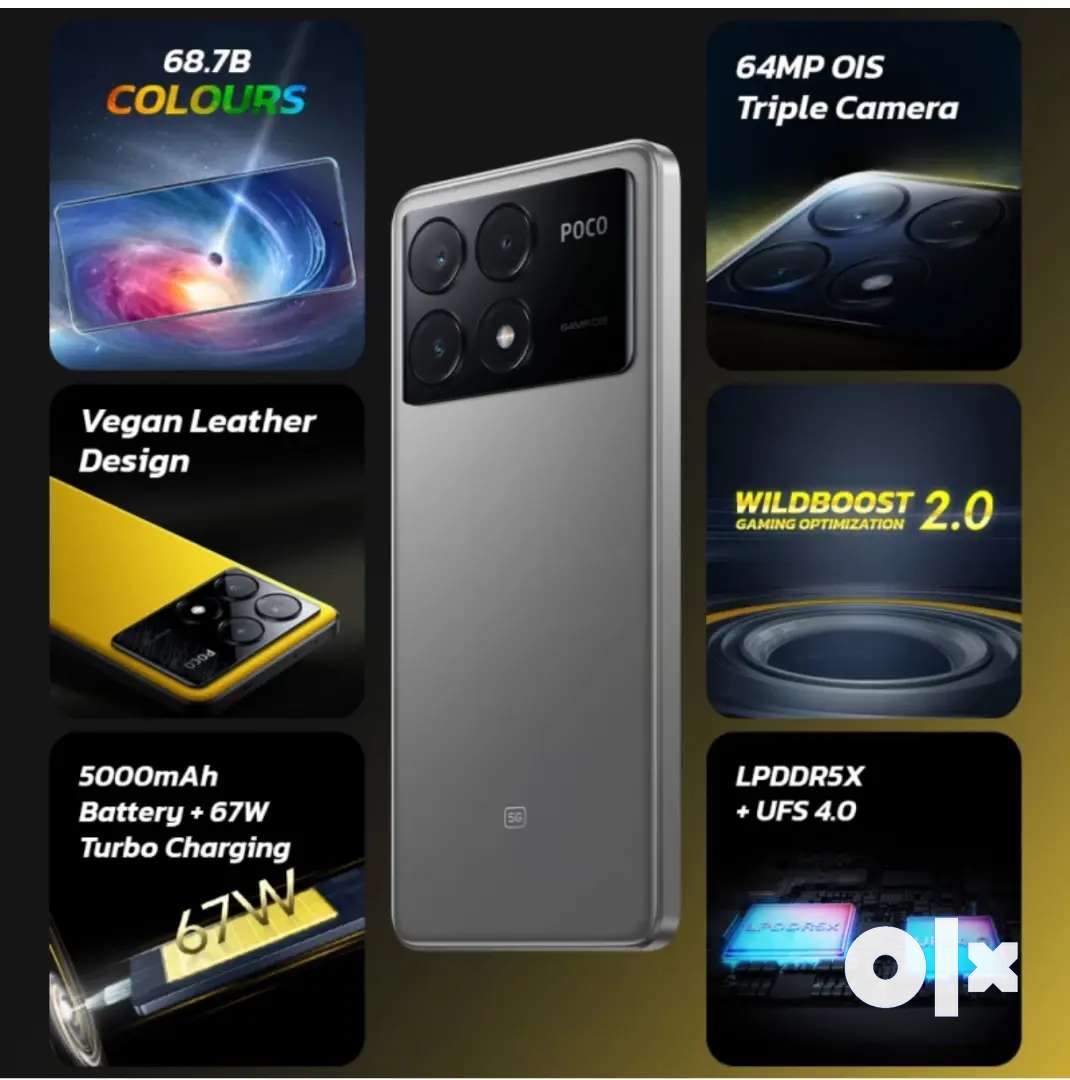 68.7B
COLOURS
64MP OIS
Triple Camera
POCO
64MP OIS
Vegan Leather
Design
POCO
WILDBOOST 2.0
GAMING OPTIMIZATION
5G
5000mAh
Battery + 67W
Turbo Charging
67W
LPDDR5X
+ UFS 4.0
LPDDR5X
olx